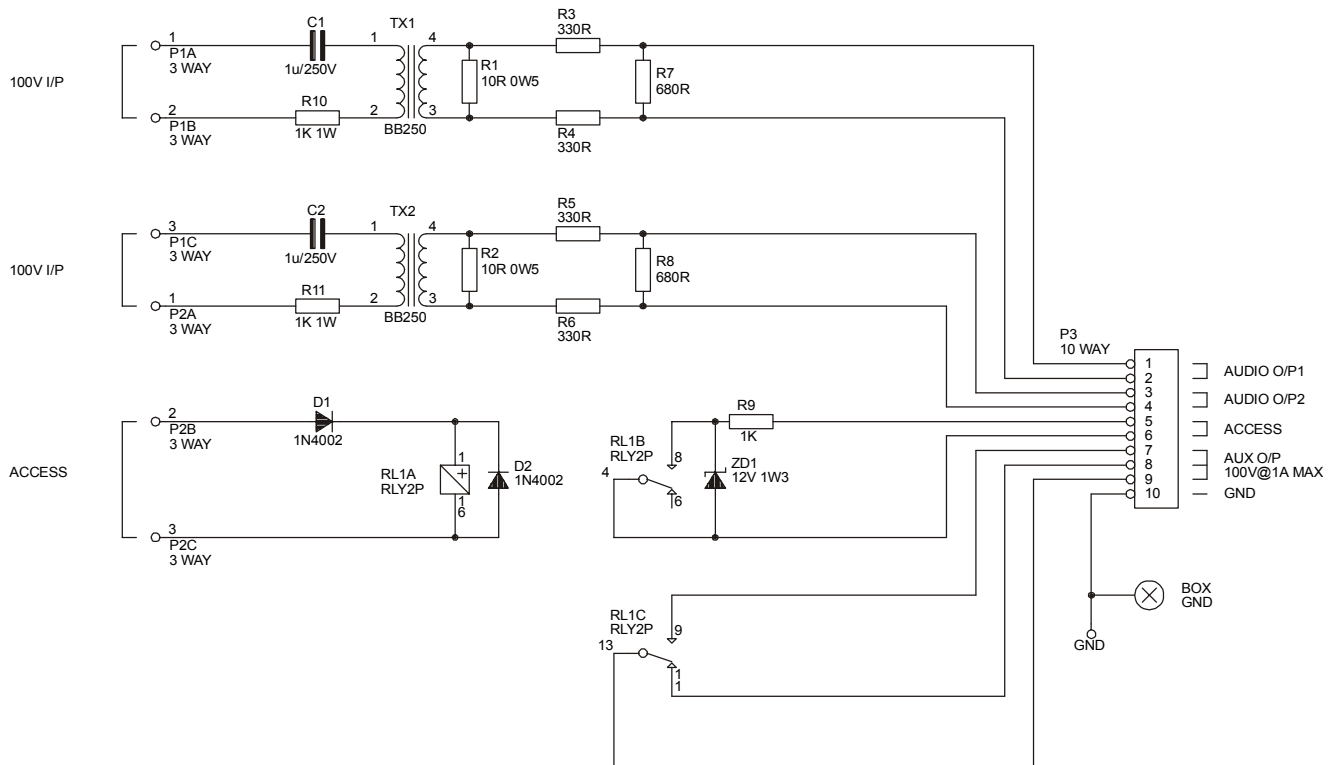 C1
TX1
R3
330R
1
P1A
3 WAY
1u/250V
1
4
R1
10R 0W5
R7
680R
100V I/P
R10
2
P1B
3 WAY
1K 1W
2
BB250
3
R4
330R
C2
TX2
R5
330R
3
P1C
3 WAY
1u/250V
1
4
R2
10R 0W5
R8
680R
100V I/P
R11
1
P2A
3 WAY
1K 1W
2
BB250
3
R6
330R
P3
10 WAY
1
2
3
4
5
6
7
8
9
10
AUDIO O/P1
AUDIO O/P2
ACCESS
AUX O/P
100V@1A MAX
GND
D1
1N4002
2
P2B
3 WAY
R9
1K
ACCESS
1
+
RL1A
RLY2P
1
6
D2
1N4002
RL1B
RLY2P
4
8
6
ZD1
12V 1W3
3
P2C
3 WAY
RL1C
RLY2P
13
9
1
1
BOX
GND
GND